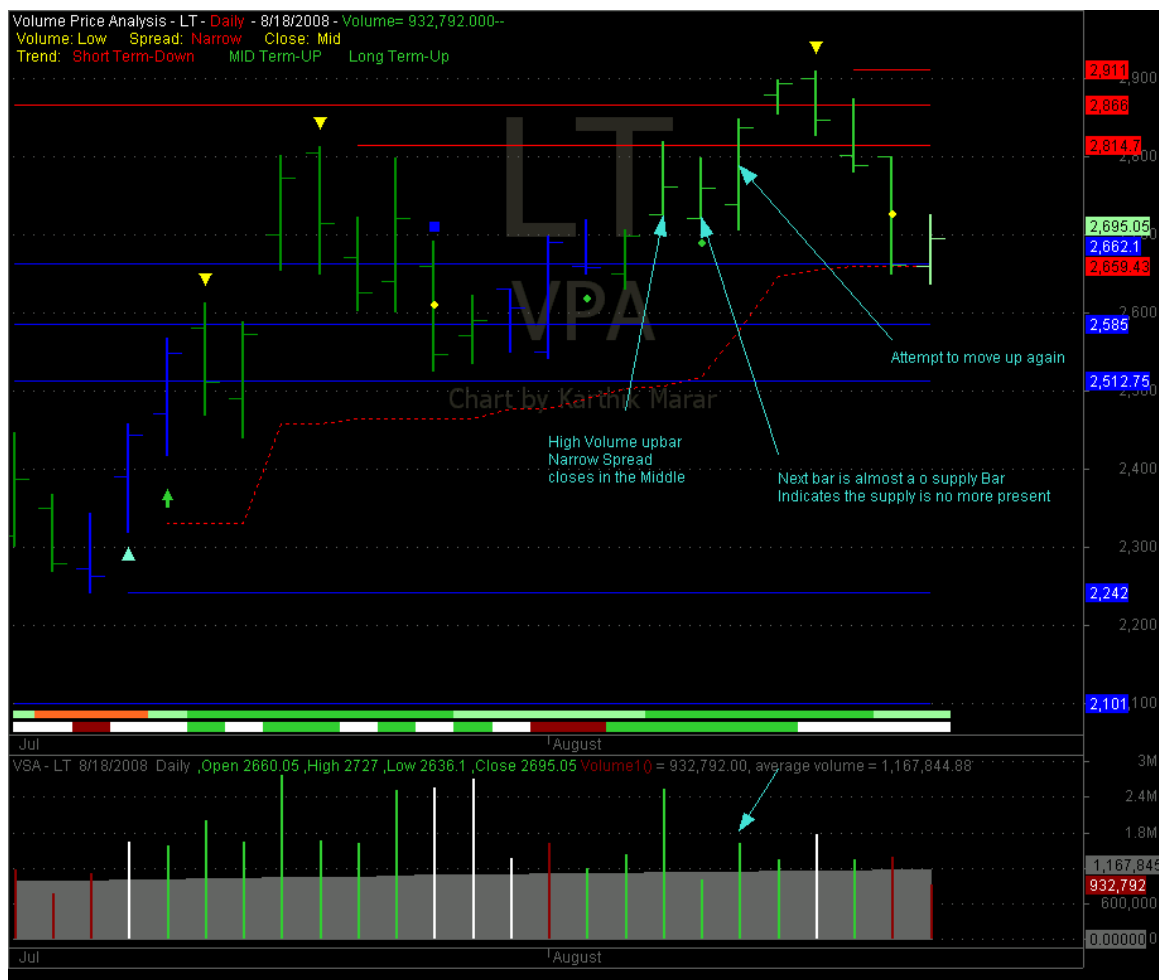 Volume Price Analysis - LT - Daily - 8/18/2008 - Volume= 932,792.000--
Volume: Low Spread: Narrow Close: Mid
Trend: Short Term-Down MID Term-UP Long Term-Up
LT
VPA
Chart by Karthik Marar
2,911
2,900
2,866
2,814.7
2,800
2,695.05
2,662.1
2,659.43
2,600
2,585
2,512.75
2,500
2,400
2,300
2,242
2,200
2,101
Attempt to move up again
High Volume upbar
Narrow Spread
closes in the Middle
Next bar is almost a o supply Bar
Indicates the supply is no more present
Jul August
VSA - LT 8/18/2008 Daily ,Open 2660.05 ,High 2727 ,Low 2636.1 ,Close 2695.05 Volume1() = 932,792.00, average volume = 1,167,844.88
3M
2.4M
1.8M
1,167,845
932,792
600,000
0.00000
Jul August